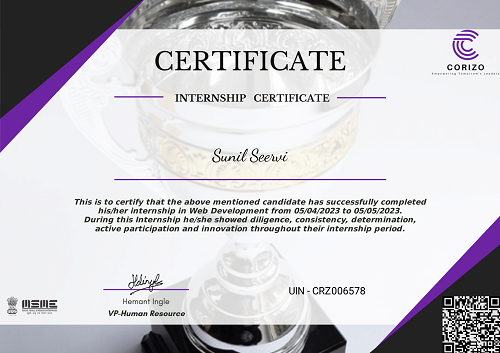 CORIZO
Empowering Tomorrow's Leaders
CERTIFICATE
INTERNSHIP CERTIFICATE
Sunil Seervi
This is to certify that the above mentioned candidate has successfully completed
his/her internship in Web Development from 05/04/2023 to 05/05/2023.
During this Internship he/she showed diligence, consistency, determination,
active participation and innovation throughout their internship period.
Hemant Ingle
VP-Human Resource
UIN - CRZ006578
MSME